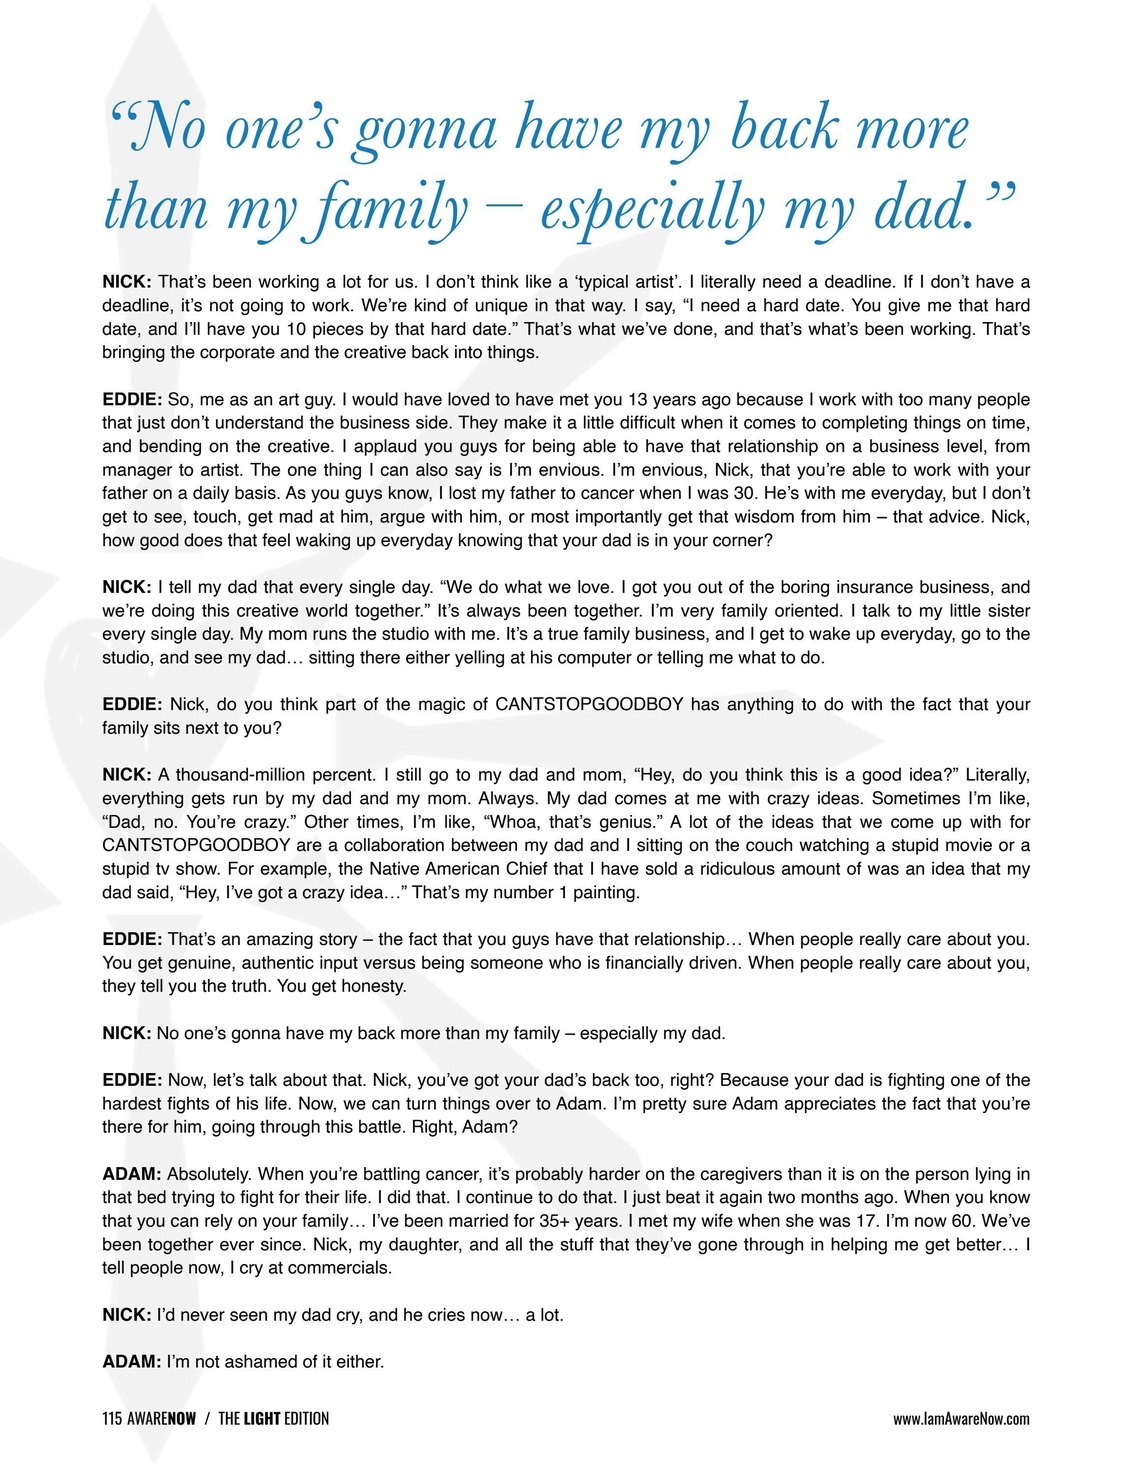 “No one’s gonna have my back more
than my family – especially my dad.”
NICK: That’s been working a lot for us. I don’t think like a ‘typical artist’. I literally need a deadline. If I don’t have a
deadline, it’s not going to work. We’re kind of unique in that way. I say, “I need a hard date. You give me that hard
date, and I’ll have you 10 pieces by that hard date.” That’s what we’ve done, and that’s what’s been working. That’s
bringing the corporate and the creative back into things.
EDDIE: So, me as an art guy. I would have loved to have met you 13 years ago because I work with too many people
that just don’t understand the business side. They make it a little difficult when it comes to completing things on time,
and bending on the creative. I applaud you guys for being able to have that relationship on a business level, from
manager to artist. The one thing I can also say is I’m envious. I’m envious, Nick, that you’re able to work with your
father on a daily basis. As you guys know, I lost my father to cancer when I was 30. He’s with me everyday, but I don’t
get to see, touch, get mad at him, argue with him, or most importantly get that wisdom from him – that advice. Nick,
how good does that feel waking up everyday knowing that your dad is in your corner?
NICK: I tell my dad that every single day. “We do what we love. I got you out of the boring insurance business, and
we’re doing this creative world together.” It’s always been together. I’m very family oriented. I talk to my little sister
every single day. My mom runs the studio with me. It’s a true family business, and I get to wake up everyday, go to the
studio, and see my dad… sitting there either yelling at his computer or telling me what to do.
EDDIE: Nick, do you think part of the magic of CANTSTOPGOODBOY has anything to do with the fact that your
family sits next to you?
NICK: A thousand-million percent. I still go to my dad and mom, “Hey, do you think this is a good idea?” Literally,
everything gets run by my dad and my mom. Always. My dad comes at me with crazy ideas. Sometimes I’m like,
“Dad, no. You’re crazy.” Other times, I’m like, “Whoa, that’s genius.” A lot of the ideas that we come up with for
CANTSTOPGOODBOY are a collaboration between my dad and I sitting on the couch watching a stupid movie or a
stupid tv show. For example, the Native American Chief that I have sold a ridiculous amount of was an idea that my
dad said, “Hey, I’ve got a crazy idea…” That’s my number 1 painting.
EDDIE: That’s an amazing story – the fact that you guys have that relationship… When people really care about you.
You get genuine, authentic input versus being someone who is financially driven. When people really care about you,
they tell you the truth. You get honesty.
NICK: No one’s gonna have my back more than my family – especially my dad.
EDDIE: Now, let’s talk about that. Nick, you’ve got your dad’s back too, right? Because your dad is fighting one of the
hardest fights of his life. Now, we can turn things over to Adam. I’m pretty sure Adam appreciates the fact that you’re
there for him, going through this battle. Right, Adam?
ADAM: Absolutely. When you’re battling cancer, it’s probably harder on the caregivers than it is on the person lying in
that bed trying to fight for their life. I did that. I continue to do that. I just beat it again two months ago. When you know
that you can rely on your family… I’ve been married for 35+ years. I met my wife when she was 17. I’m now 60. We’ve
been together ever since. Nick, my daughter, and all the stuff that they’ve gone through in helping me get better… I
tell people now, I cry at commercials.
NICK: I’d never seen my dad cry, and he cries now… a lot.
ADAM: I’m not ashamed of it either.
115 AWARENOW / THE LIGHT EDITION
www.IamAwareNow.com